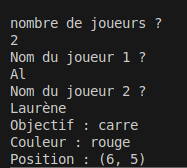 nombre de joueurs ?
2
Nom du joueur 1 ?
Al
Nom du joueur 2 ?
Laurène
Objectif : carre
Couleur : rouge
Position : (6, 5)